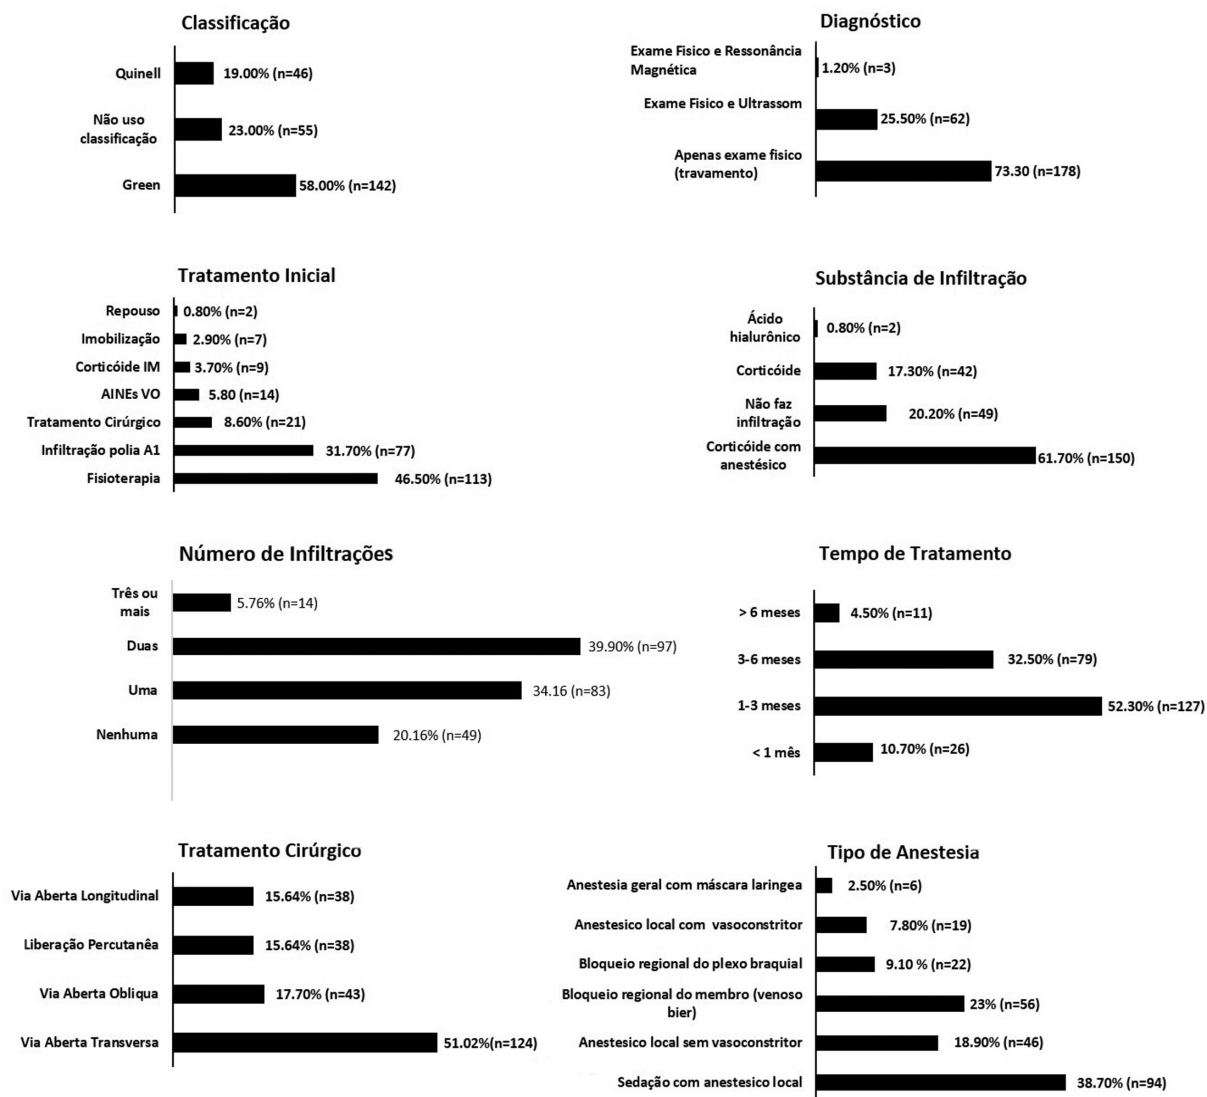 Classificação
Quinell
19.00% (n=46)
Não uso
classificação
23.00% (n=55)
Green
58.00% (n=142)
Diagnóstico
Exame Fisico e Ressonância
Magnética
1.20% (n=3)
Exame Fisico e Ultrassom
25.50% (n=62)
Apenas exame fisico
(travamento)
73.30 (n=178)
Tratamento Inicial
Repouso
0.80% (n=2)
Imobilização
2.90% (n=7)
Corticóide IM
3.70% (n=9)
AINEs VO
5.80 (n=14)
Tratamento Cirúrgico
8.60% (n=21)
Infiltração polia A1
31.70% (n=77)
Fisioterapia
46.50% (n=113)
Substância de Infiltração
Ácido
hialurônico
0.80% (n=2)
Corticóide
17.30% (n=42)
Não faz
infiltração
20.20% (n=49)
Corticóide com
anestésico
61.70% (n=150)
Número de Infiltrações
Três ou
mais
5.76% (n=14)
Duas
39.90% (n=97)
Uma
34.16 (n=83)
Nenhuma
20.16% (n=49)
Tempo de Tratamento
> 6 meses
4.50% (n=11)
3-6 meses
32.50% (n=79)
1-3 meses
52.30% (n=127)
< 1 mês
10.70% (n=26)
Tratamento Cirúrgico
Via Aberta Longitudinal
15.64% (n=38)
Liberação Percutanêa
15.64% (n=38)
Via Aberta Obliqua
17.70% (n=43)
Via Aberta Transversa
51.02%(n=124)
Tipo de Anestesia
Anestesia geral com máscara laringea
2.50% (n=6)
Anestesico local com vasoconstritor
7.80% (n=19)
Bloqueio regional do plexo braquial
9.10 % (n=22)
Bloqueio regional do membro (venoso
bier)
23% (n=56)
Anestesico local sem vasoconstritor
18.90% (n=46)
Sedação com anestesico local
38.70% (n=94)